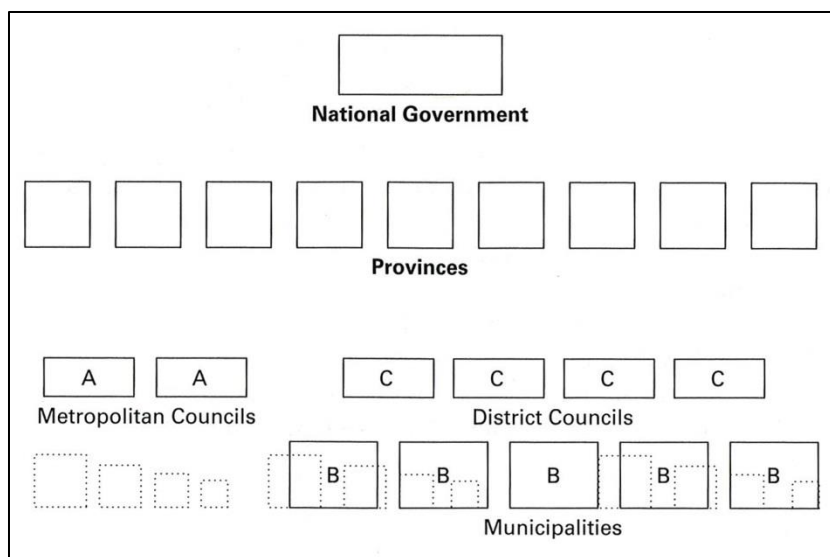 National Government
Provinces
A A C C C C
Metropolitan Councils District Councils
B B B B B
Municipalities